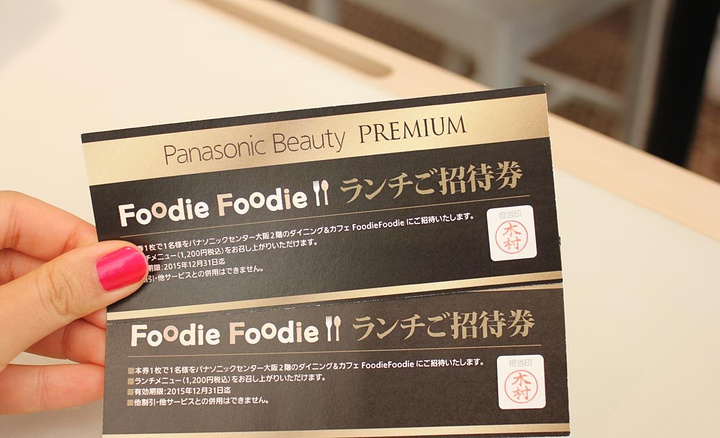 Panasonic Beauty PREMIUM
Foodie Foodie ランチご招待券
券1枚で1名様をパナソニックセンター大阪2階のダイニング&カフェ FoodieFoodie にご招待いたします。
チメニュー(1,200円税込)をお召し上がりいただけます。
期限:2015年12月31日迄
割引・他サービスとの併用はできません。
担当印
木村
Foodie Foodie ランチご招待券
■本券1枚で1名様をパナソニックセンター大阪2階のダイニング&カフェ FoodieFoodie にご招待いたします。
■ランチメニュー(1,200円税込)をお召し上がりいただけます。
■有効期限:2015年12月31日迄
■他割引・他サービスとの併用はできません。
担当印
木村